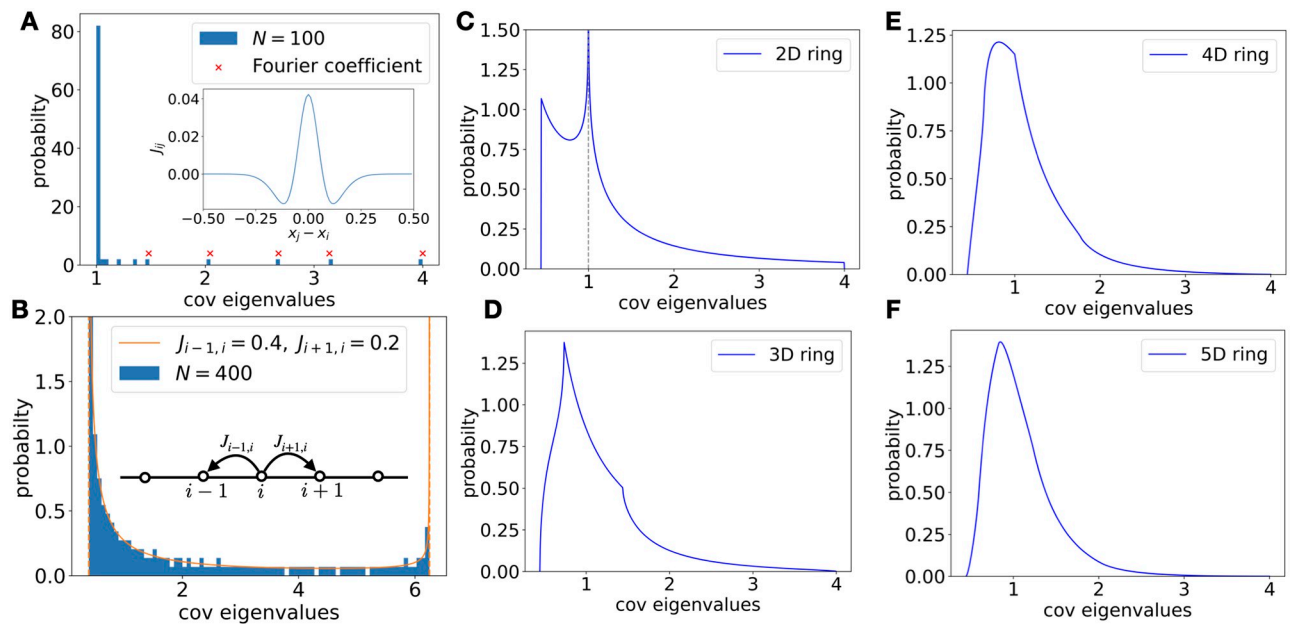 A
probabilty
80
60
40
20
0
N = 100
Fourier coefficient
J_{ij}
0.04
0.02
0.00
−0.50 −0.25 0.00 0.25 0.50
x_j − x_i
1 2 3 4
cov eigenvalues
B
probabilty
2.0
1.5
1.0
0.5
0.0
J_{i−1,i} = 0.4, J_{i+1,i} = 0.2
N = 400
J_{i−1,i} J_{i+1,i}
i − 1 i i + 1
2 4 6
cov eigenvalues
C
probabilty
1.50
1.25
1.00
0.75
0.50
0.25
0.00
2D ring
1 2 3 4
cov eigenvalues
D
probabilty
1.25
1.00
0.75
0.50
0.25
0.00
3D ring
1 2 3 4
cov eigenvalues
E
probabilty
1.25
1.00
0.75
0.50
0.25
0.00
4D ring
1 2 3 4
cov eigenvalues
F
probabilty
1.25
1.00
0.75
0.50
0.25
0.00
5D ring
1 2 3 4
cov eigenvalues